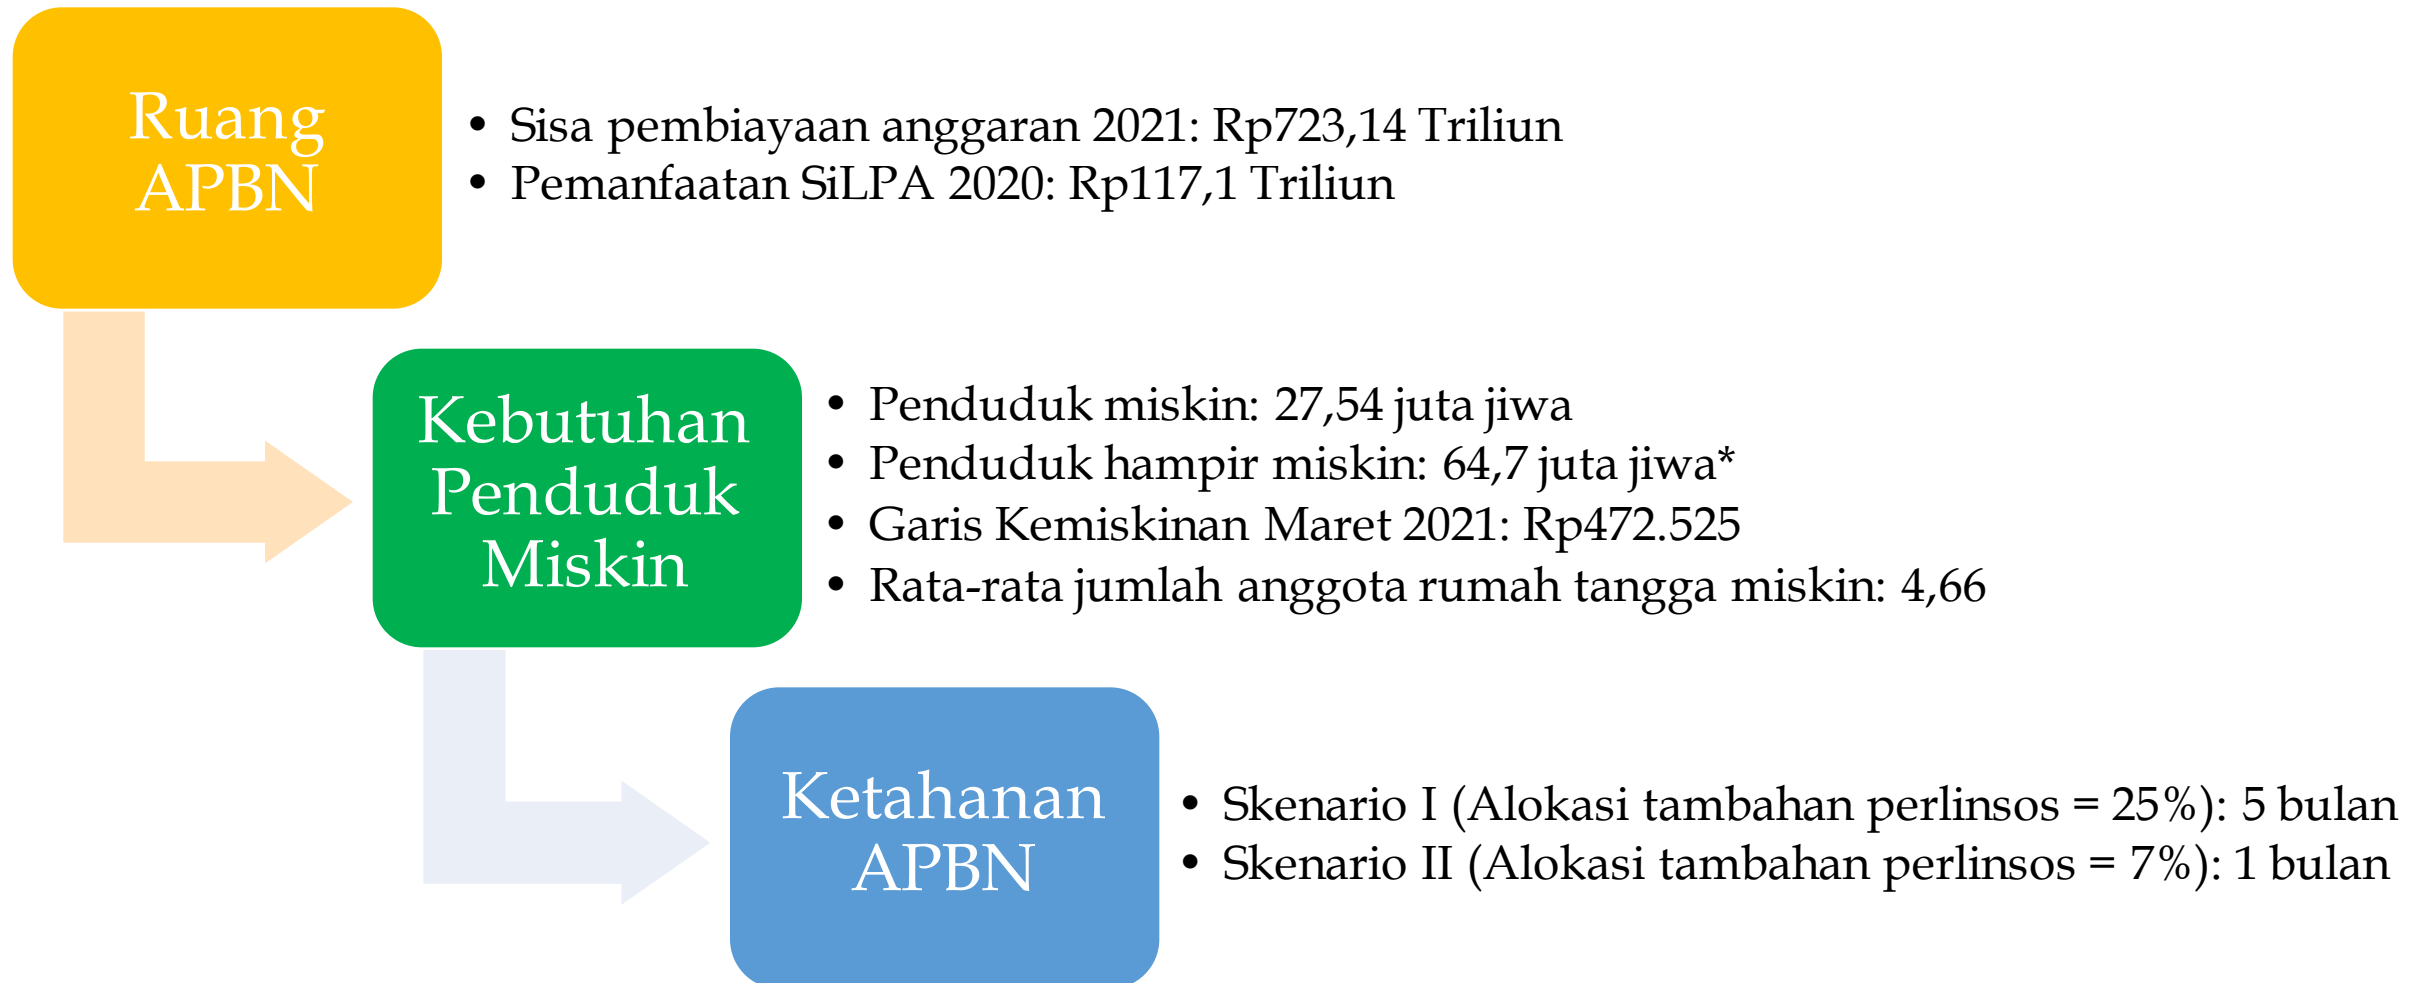 Ruang
APBN
• Sisa pembiayaan anggaran 2021: Rp723,14 Triliun
• Pemanfaatan SiLPA 2020: Rp117,1 Triliun
Kebutuhan
Penduduk
Miskin
• Penduduk miskin: 27,54 juta jiwa
• Penduduk hampir miskin: 64,7 juta jiwa*
• Garis Kemiskinan Maret 2021: Rp472.525
• Rata-rata jumlah anggota rumah tangga miskin: 4,66
Ketahanan
APBN
• Skenario I (Alokasi tambahan perlinsos = 25%): 5 bulan
• Skenario II (Alokasi tambahan perlinsos = 7%): 1 bulan